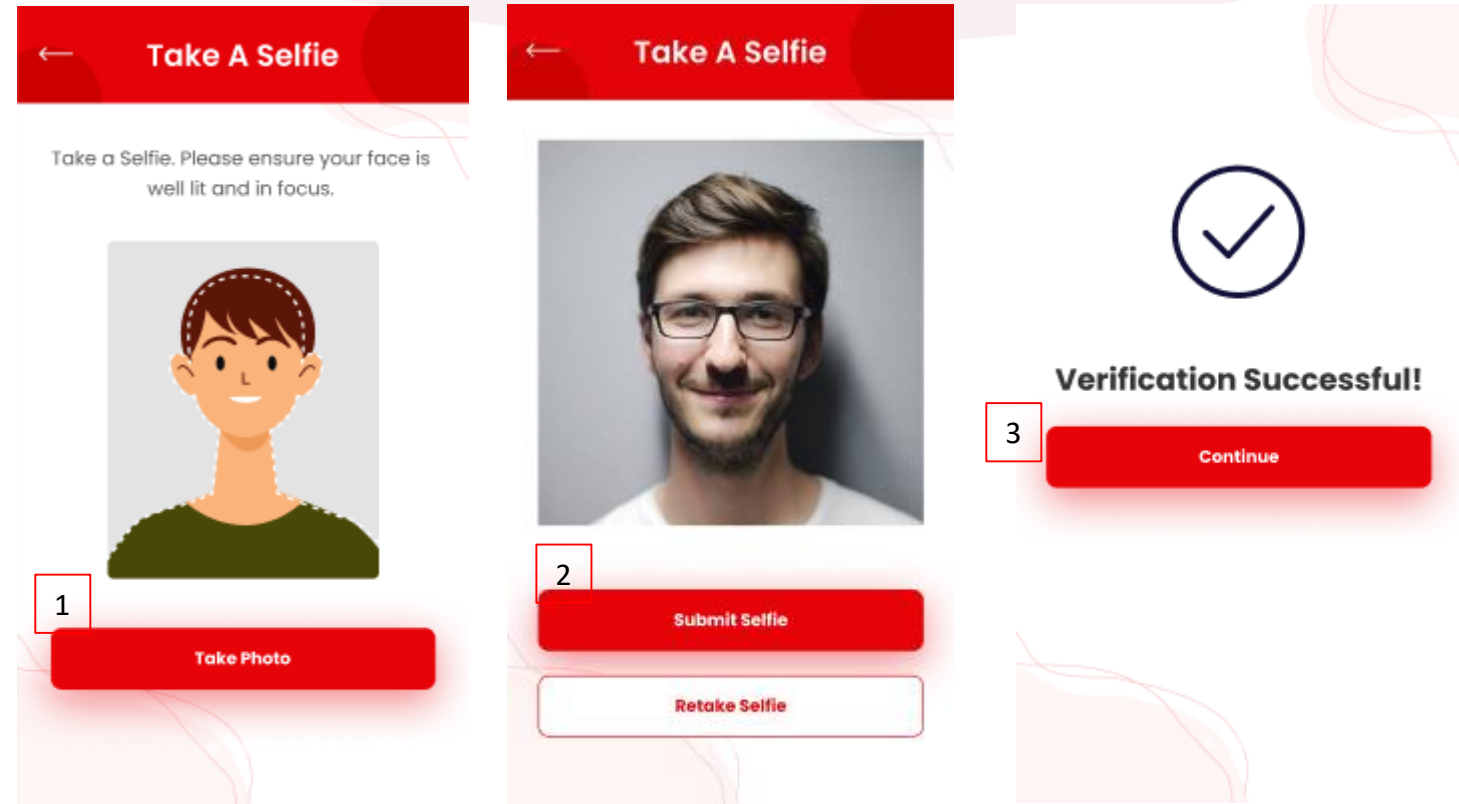 Take A Selfie
Take a Selfie. Please ensure your face is
well lit and in focus.
1
Take Photo
Take A Selfie
2
Submit Selfie
Retake Selfie
Verification Successful!
3
Continue